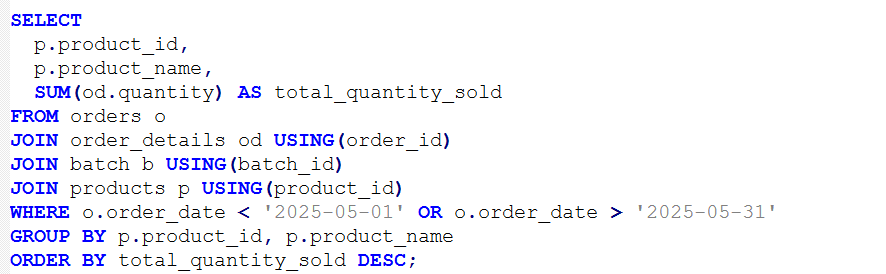 SELECT
  p.product_id,
  p.product_name,
  SUM(od.quantity) AS total_quantity_sold
FROM orders o
JOIN order_details od USING(order_id)
JOIN batch b USING(batch_id)
JOIN products p USING(product_id)
WHERE o.order_date < '2025-05-01' OR o.order_date > '2025-05-31'
GROUP BY p.product_id, p.product_name
ORDER BY total_quantity_sold DESC;